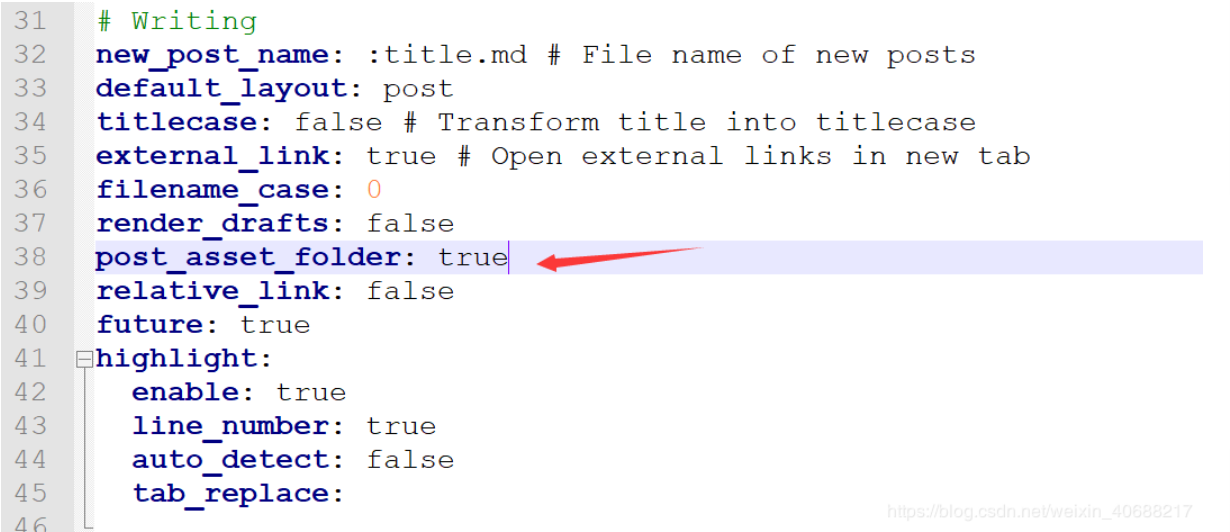 31 # Writing
32 new_post_name: :title.md # File name of new posts
33 default_layout: post
34 titlecase: false # Transform title into titlecase
35 external_link: true # Open external links in new tab
36 filename_case: 0
37 render_drafts: false
38 post_asset_folder: true
39 relative_link: false
40 future: true
41 highlight:
42 enable: true
43 line_number: true
44 auto_detect: false
45 tab_replace:
46
https://blog.csdn.net/weixin_40688217